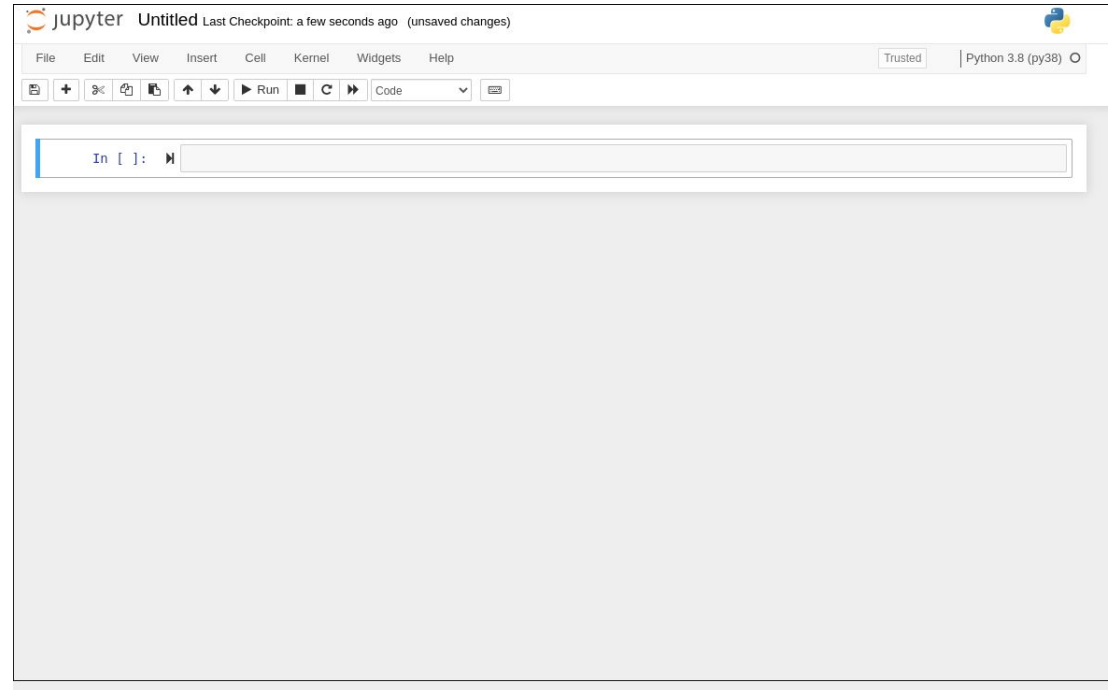 jupyter Untitled Last Checkpoint: a few seconds ago (unsaved changes)
File Edit View Insert Cell Kernel Widgets Help Trusted Python 3.8 (py38)
Run Code
In [ ]: